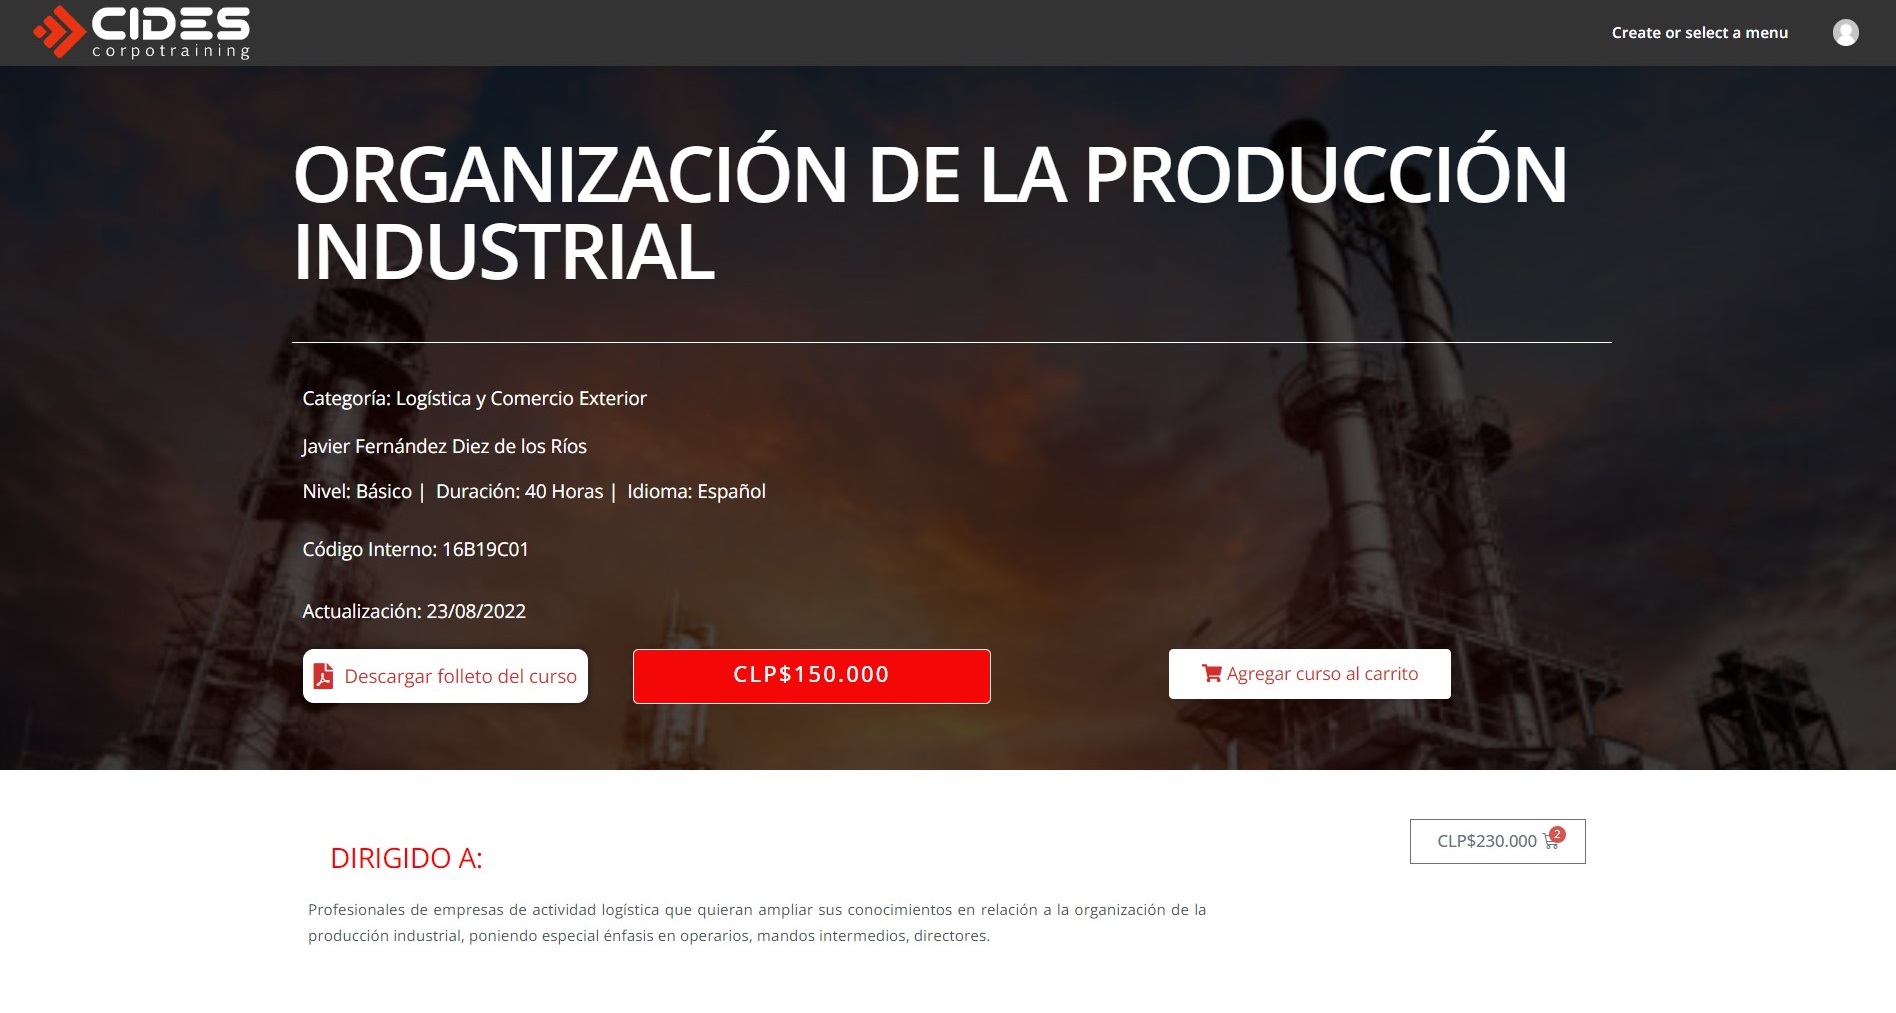 CIDES
corpotraining
Create or select a menu
ORGANIZACIÓN DE LA PRODUCCIÓN
INDUSTRIAL
Categoría: Logística y Comercio Exterior
Javier Fernández Diez de los Ríos
Nivel: Básico | Duración: 40 Horas | Idioma: Español
Código Interno: 16B19C01
Actualización: 23/08/2022
Descargar folleto del curso
CLP$150.000
Agregar curso al carrito
CLP$230.000 2
DIRIGIDO A:
Profesionales de empresas de actividad logística que quieran ampliar sus conocimientos en relación a la organización de la
producción industrial, poniendo especial énfasis en operarios, mandos intermedios, directores.